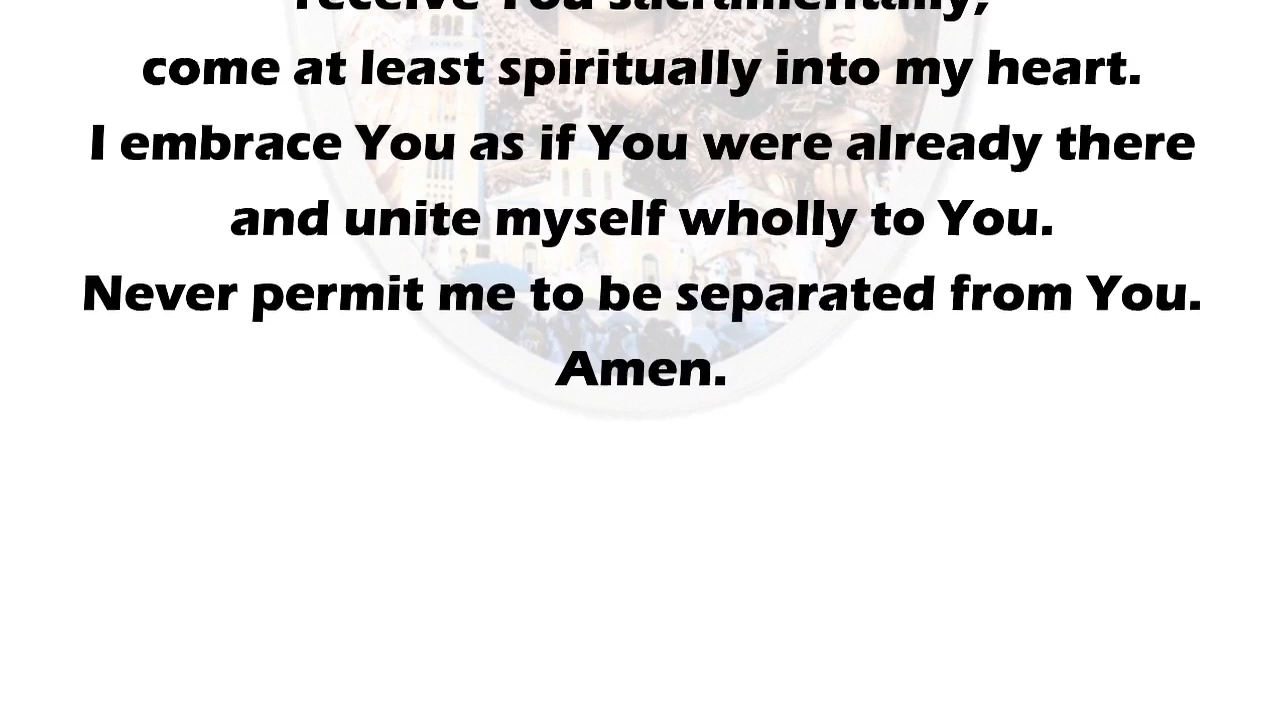 receive You sacramentally,
come at least spiritually into my heart.
I embrace You as if You were already there
and unite myself wholly to You.
Never permit me to be separated from You.
Amen.